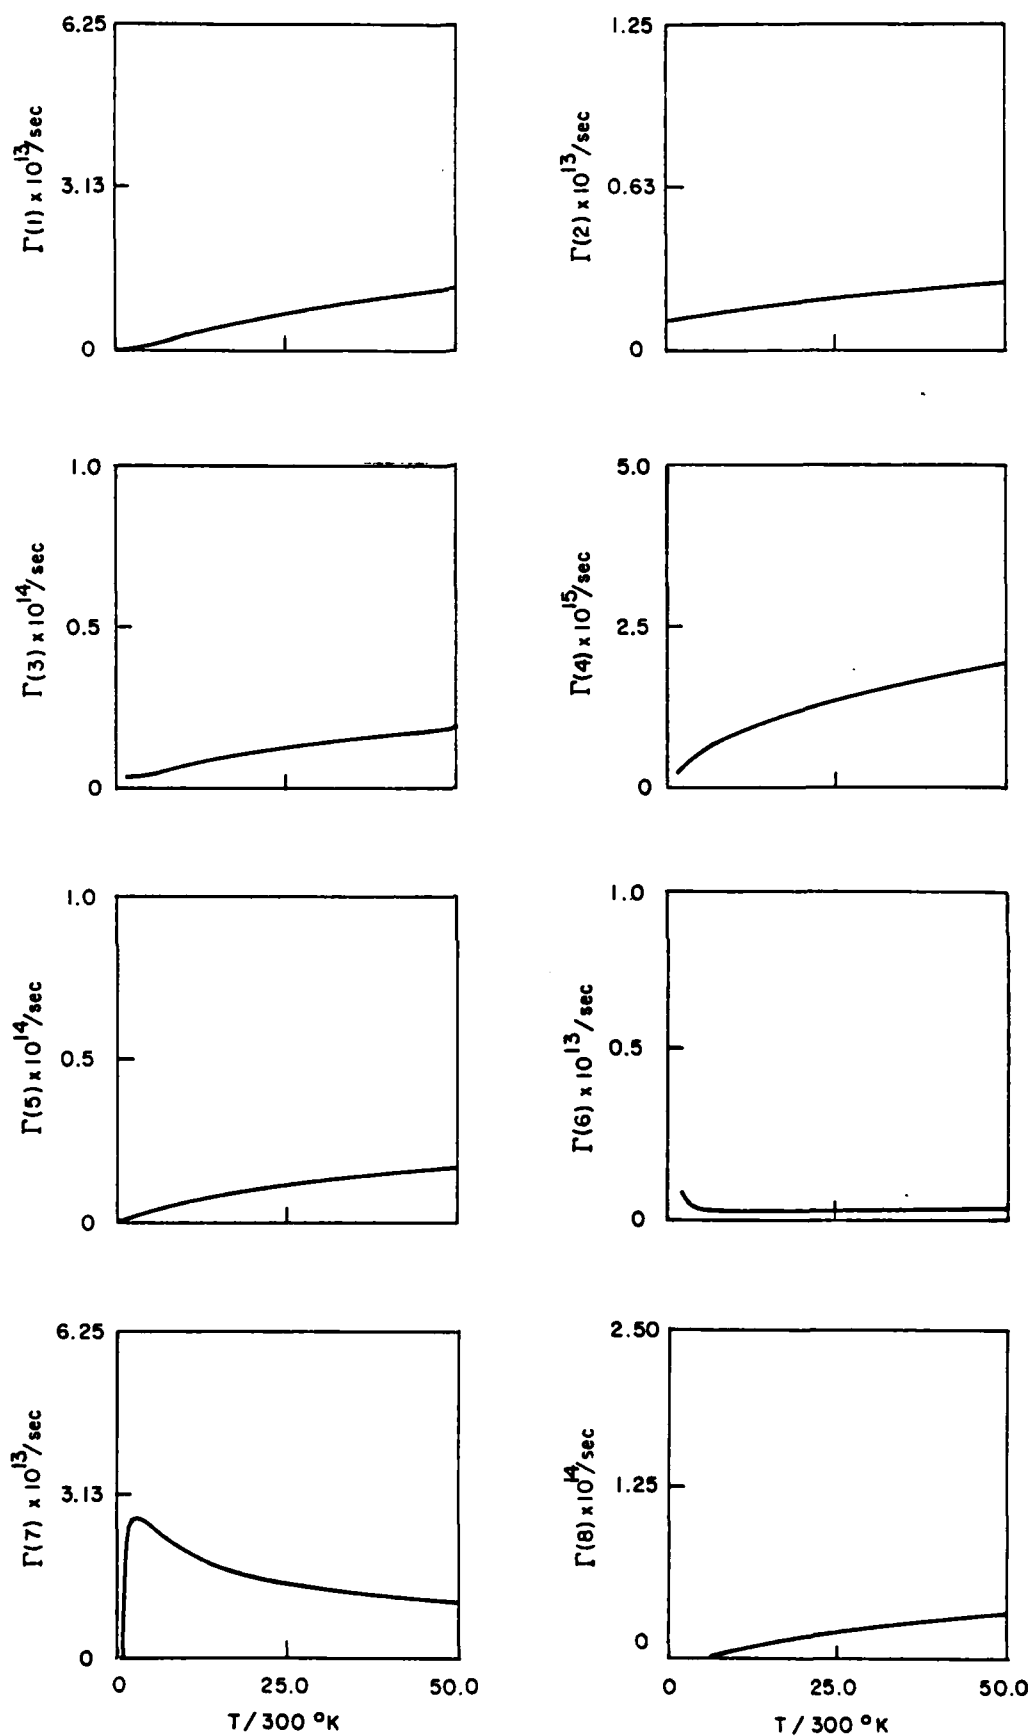 6.25
3.13
0
Γ(1) x 10^13/sec
1.25
0.63
0
Γ(2) x 10^13/sec
1.0
0.5
0
Γ(3) x 10^14/sec
5.0
2.5
0
Γ(4) x 10^15/sec
1.0
0.5
0
Γ(5) x 10^14/sec
1.0
0.5
0
Γ(6) x 10^13/sec
6.25
3.13
0
Γ(7) x 10^13/sec
0 25.0 50.0
T/300 °K
2.50
1.25
0
Γ(8) x 10^14/sec
0 25.0 50.0
T/300 °K